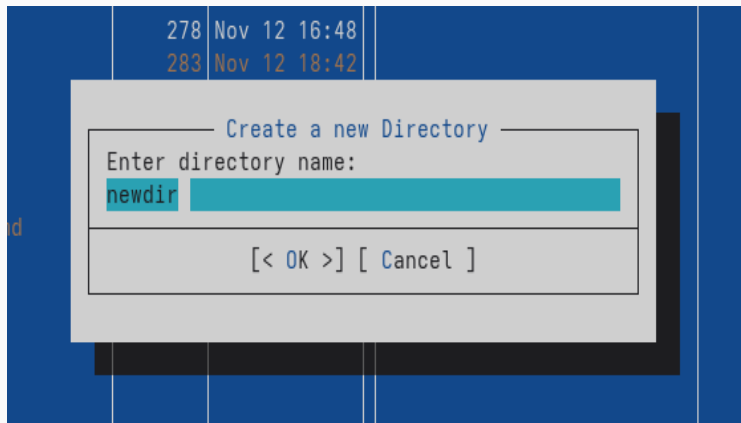 278 Nov 12 16:48
283 Nov 12 18:42
Create a new Directory
Enter directory name:
newdir
[< OK >] [ Cancel ]